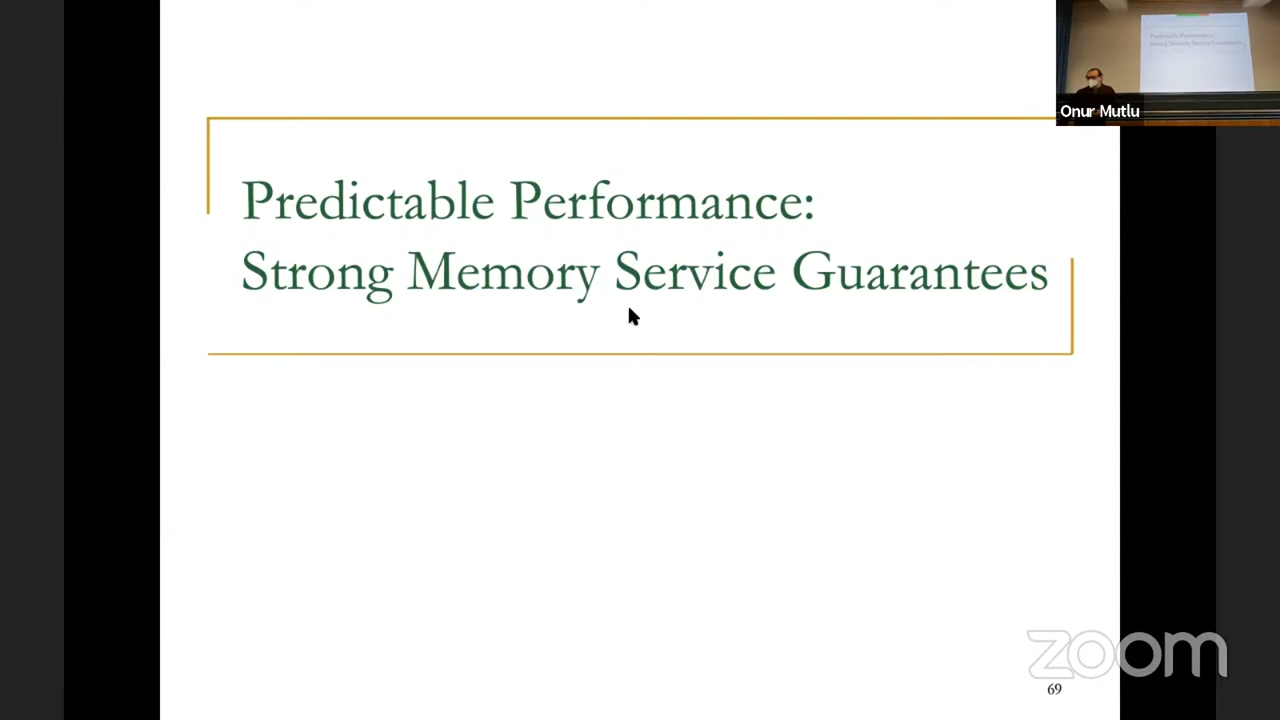 Onur Mutlu
Predictable Performance:
Strong Memory Service Guarantees
zoom
69